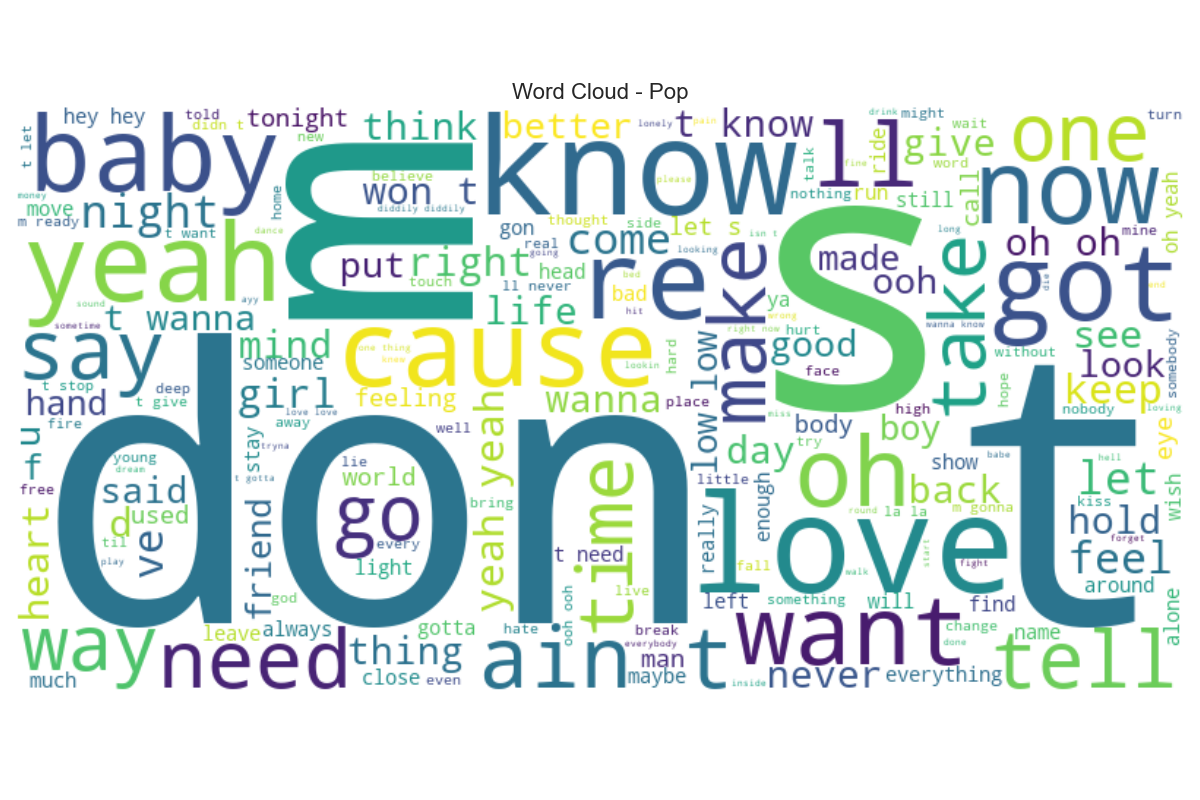 Word Cloud - Pop
hey hey
told
didn t
tonight
think
better
lonely
t
pain
know
drink
might
turn
t let
baby
m
know
ll
ride
give
wait
word
one
money
move
m ready
night
t want
home
believe
won t
diddily diddily
please
talk
fine
nothing
run
still
call
now
oh yeah
yeah
dance
put
right
touch
gon
real
going
thought
side
let s
isn t
come
looking
head
re
bed
bad
hit
make
s
made
ooh
take
long
oh oh
mine
got
die
end
sound
ayy
t wanna
sometime
ll never
life
ya
wrong
right now
hurt
good
face
wanna know
without
see
look
say
mind
someone
cause
one thing
knew
lookin
hard
low low
hope
keep
somebody
t stop
deep
t give
hand
fire
girl
love love
away
feeling
wanna
place
miss
high
nobody
loving
u
f
don t
stay
tryna
t gotta
well
yeah yeah
day
body
try
boy
show
babe
hell
let
eye
wish
free
young
dream
said
d
used
til
ve
play
lie
world
go
every
light
bring
time
t need
live
little
really
enough
oh
back
la la
round
m gonna
kiss
hold
forget
feel
around
heart
friend
god
ooh ooh
love
fall
walk
start
fight
left
something
will
find
alone
way
leave
always
gotta
hate
break
everybody
want
change
done
name
much
need
thing
close
even
ain t
man
maybe
inside
never
everything
tell